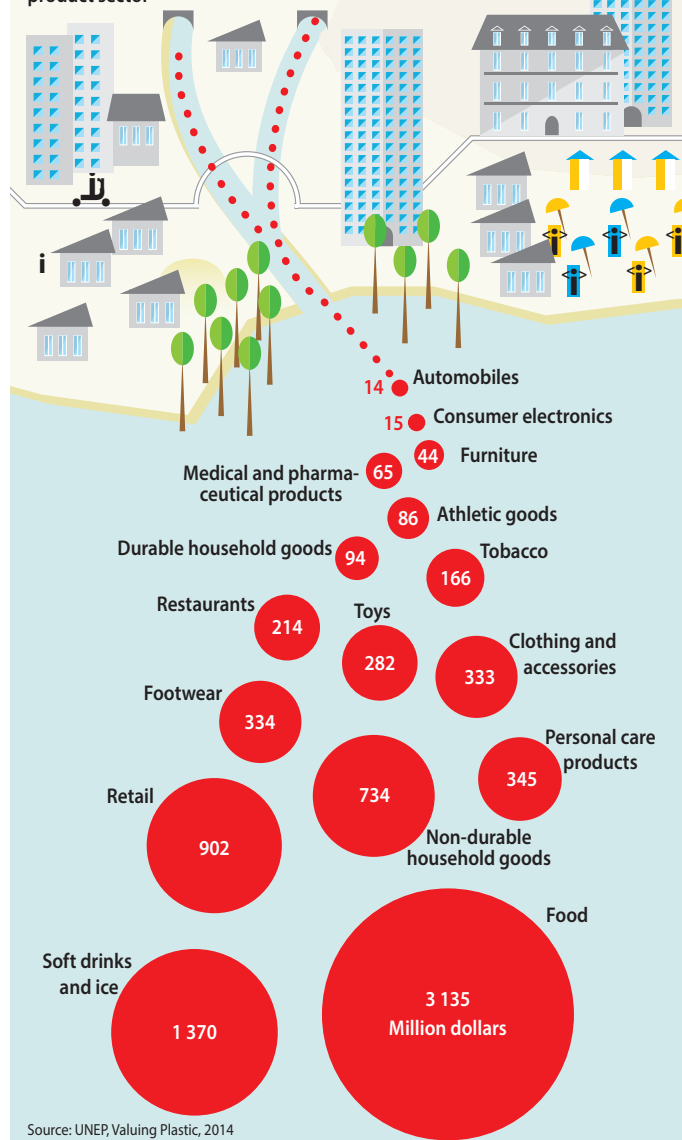 product sector
14 Automobiles
15 Consumer electronics
44 Furniture
65 Medical and pharma-
ceutical products
86 Athletic goods
Durable household goods 94
Tobacco
166
Restaurants
214
Toys
282
Clothing and
accessories
333
Footwear
334
Personal care
products
345
Retail
902
734
Non-durable
household goods
Food
3 135
Million dollars
Soft drinks
and ice
1 370
Source: UNEP, Valuing Plastic, 2014